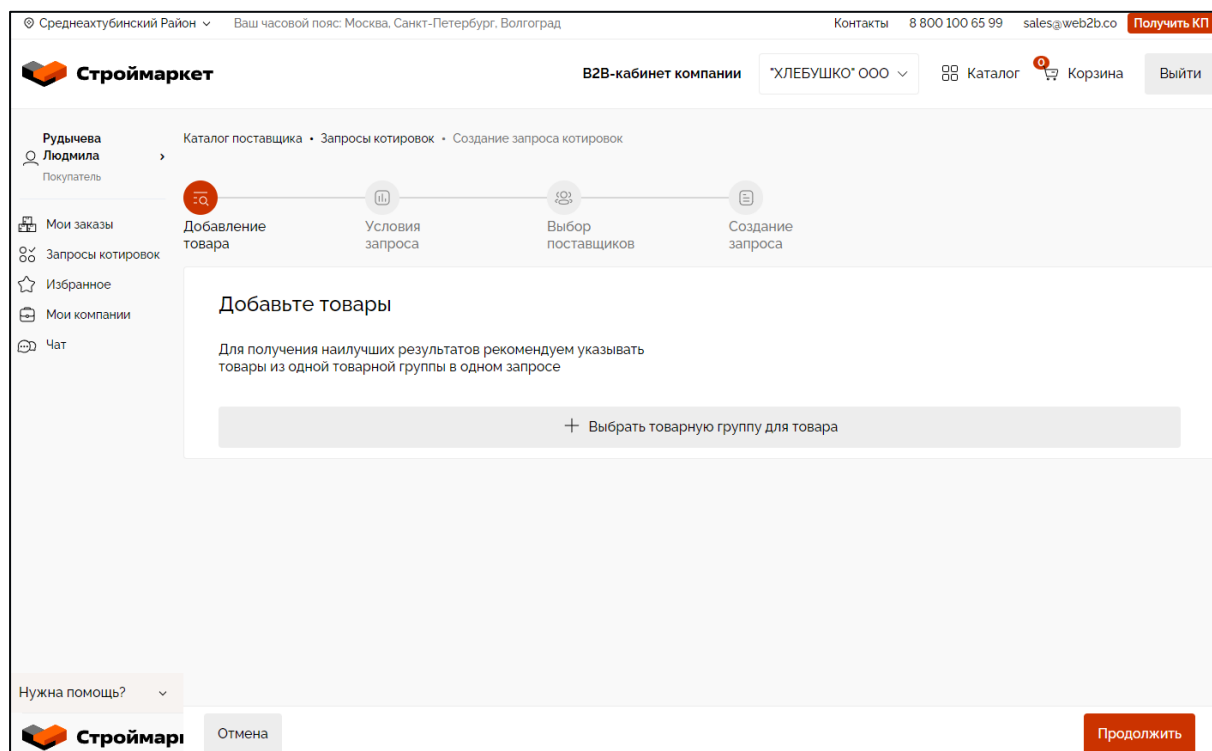 Среднеахтубинский Район
Ваш часовой пояс: Москва, Санкт-Петербург, Волгоград
Контакты
8 800 100 65 99
sales@web2b.co
Получить КП
Строймаркет
B2B-кабинет компании
"ХЛЕБУШКО" ООО
Каталог
0
Корзина
Выйти
Рудычева
Людмила
Покупатель
Мои заказы
Запросы котировок
Избранное
Мои компании
Чат
Каталог поставщика • Запросы котировок • Создание запроса котировок
Добавление
товара
Условия
запроса
Выбор
поставщиков
Создание
запроса
Добавьте товары
Для получения наилучших результатов рекомендуем указывать
товары из одной товарной группы в одном запросе
+ Выбрать товарную группу для товара
Нужна помощь?
Строймар
Отмена
Продолжить